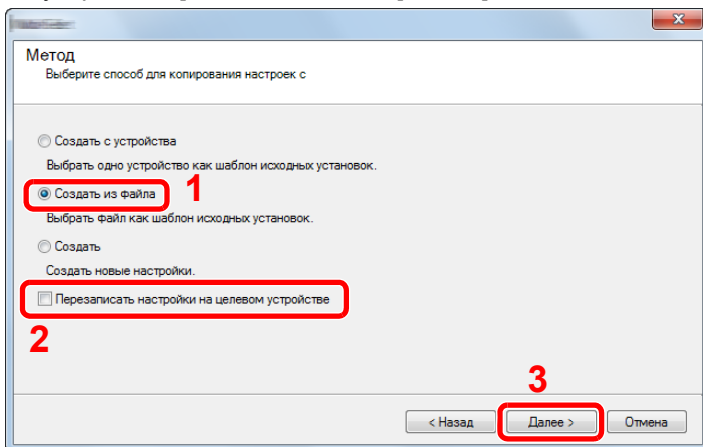 Метод
Выберите способ для копирования настроек с
Создать с устройства
Выбрать одно устройство как шаблон исходных установок.
Создать из файла
1
Выбрать файл как шаблон исходных установок.
Создать
Создать новые настройки.
Перезаписать настройки на целевом устройстве
2
3
< Назад
Далее >
Отмена